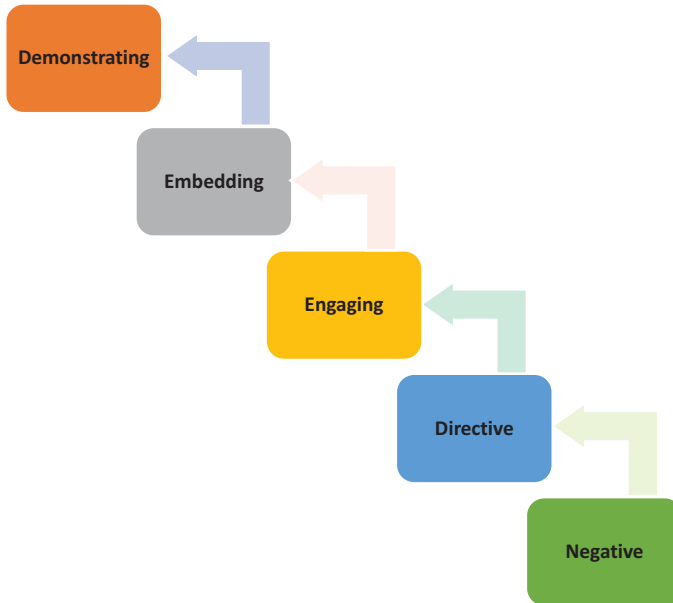 Demonstrating
Embedding
Engaging
Directive
Negative